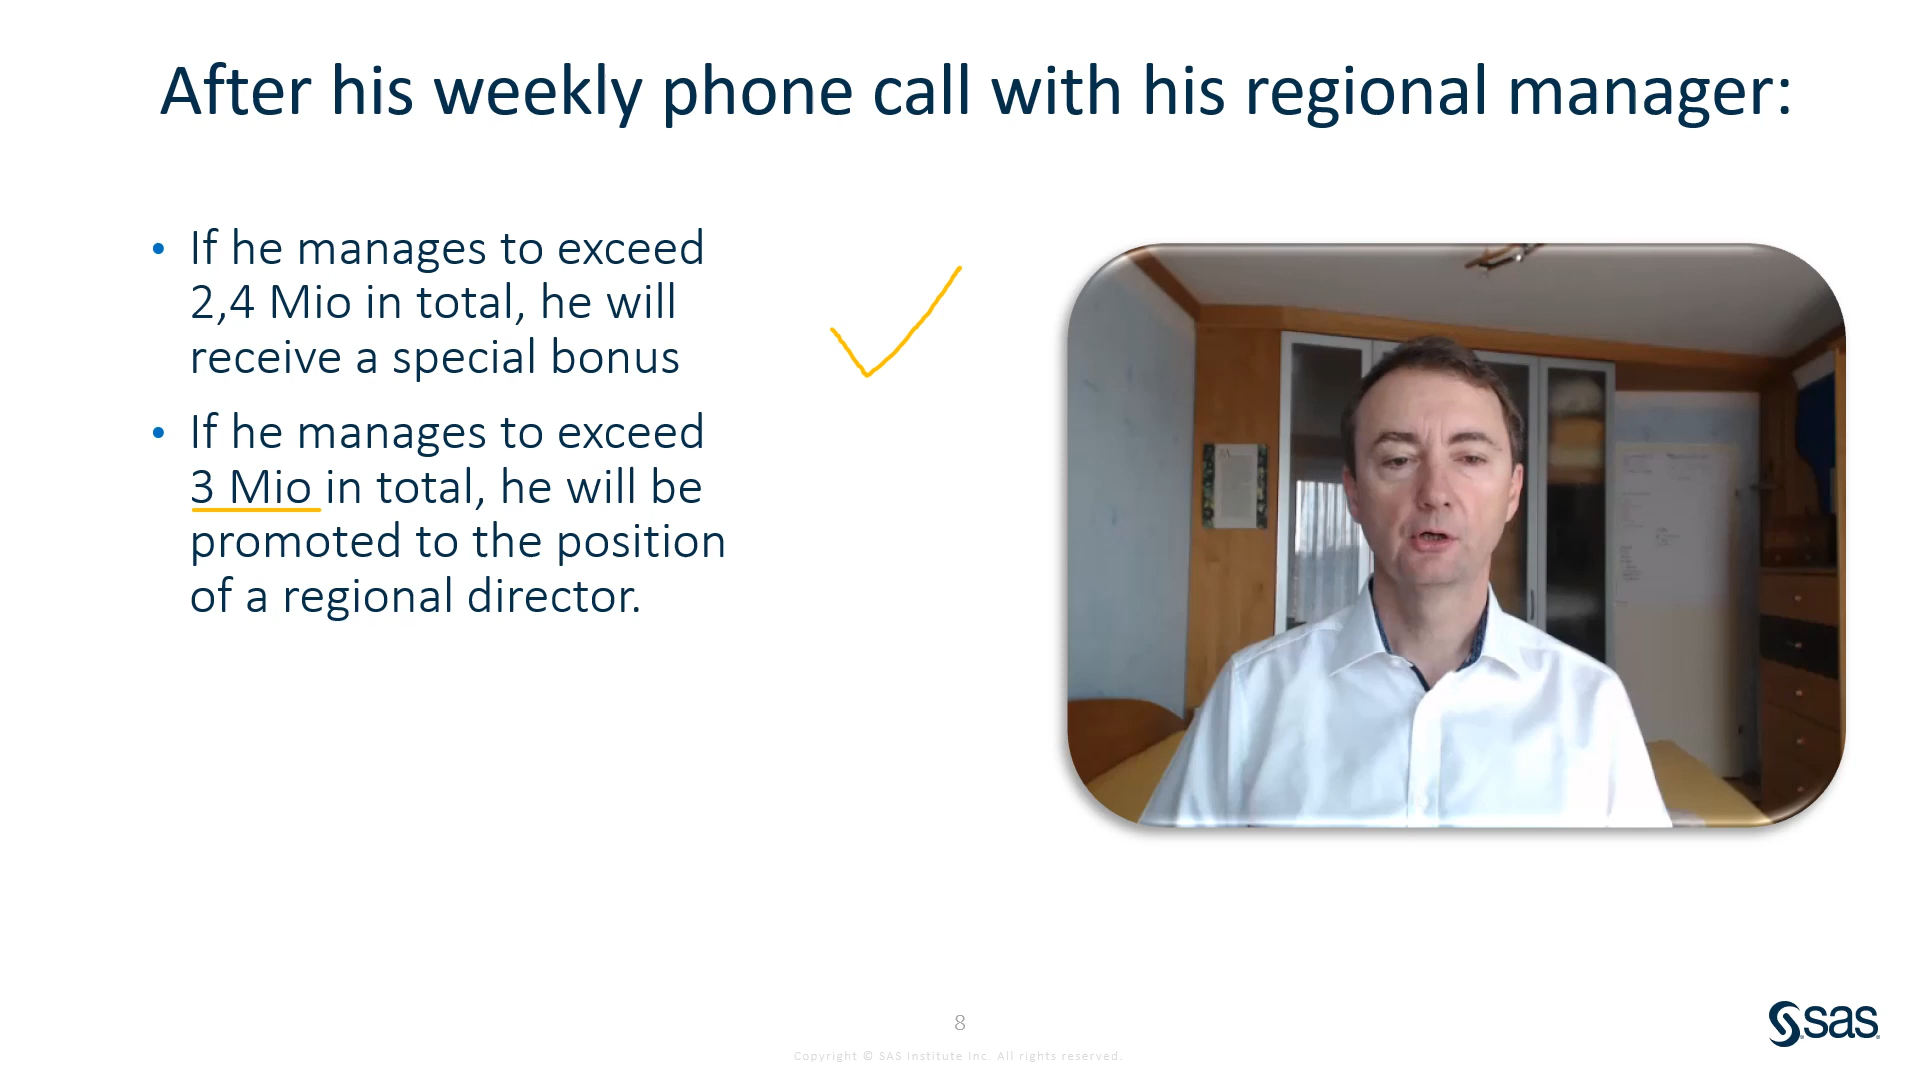 After his weekly phone call with his regional manager:
• If he manages to exceed
2,4 Mio in total, he will
receive a special bonus
• If he manages to exceed
3 Mio in total, he will be
promoted to the position
of a regional director.
8
Copyright © SAS Institute Inc. All rights reserved.
sas